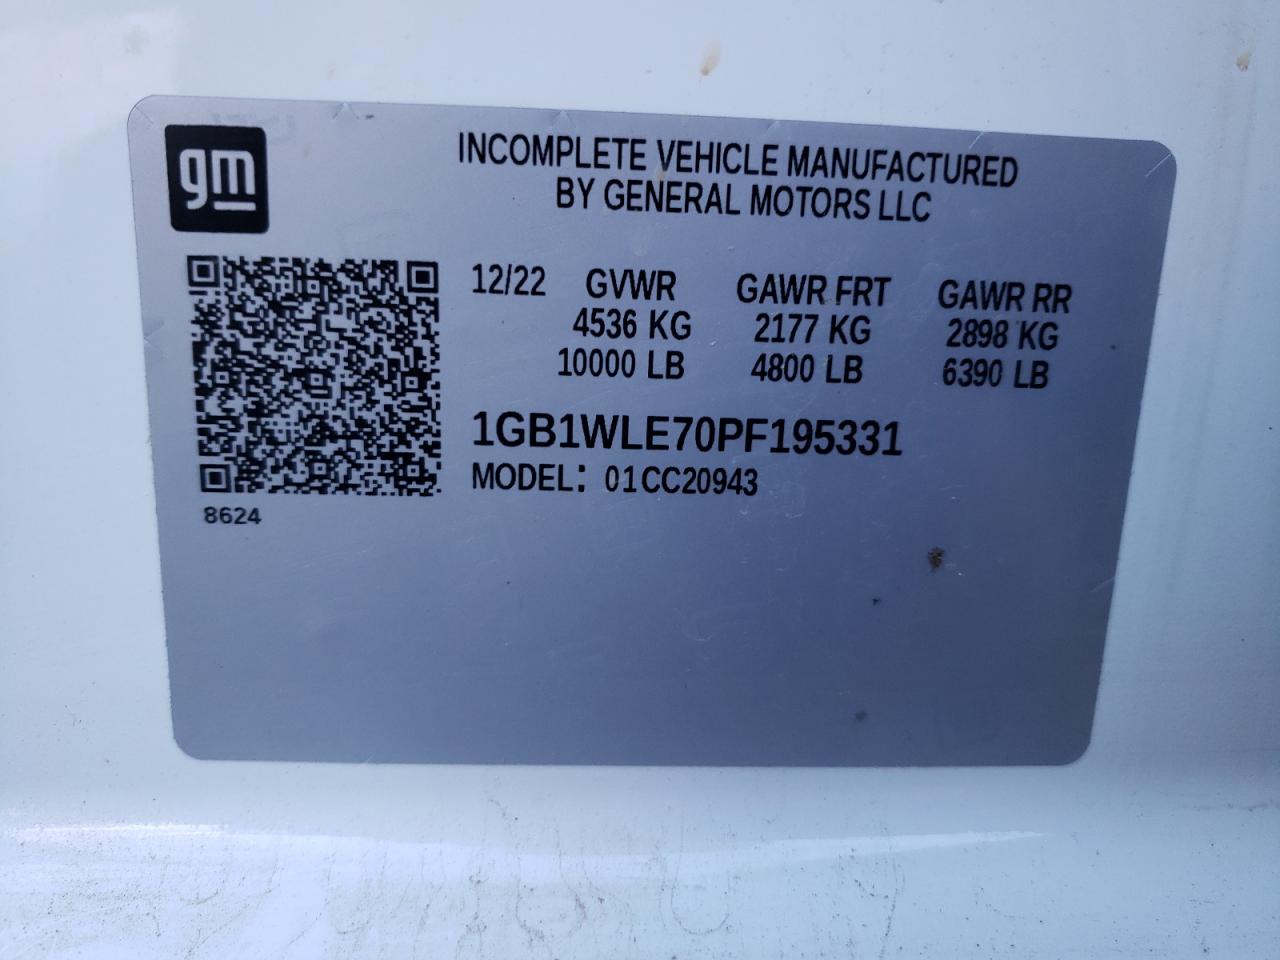 gm
INCOMPLETE VEHICLE MANUFACTURED
BY GENERAL MOTORS LLC
12/22 GVWR GAWR FRT GAWR RR
4536 KG 2177 KG 2898 KG
10000 LB 4800 LB 6390 LB
1GB1WLE70PF195331
MODEL: 01CC20943
8624